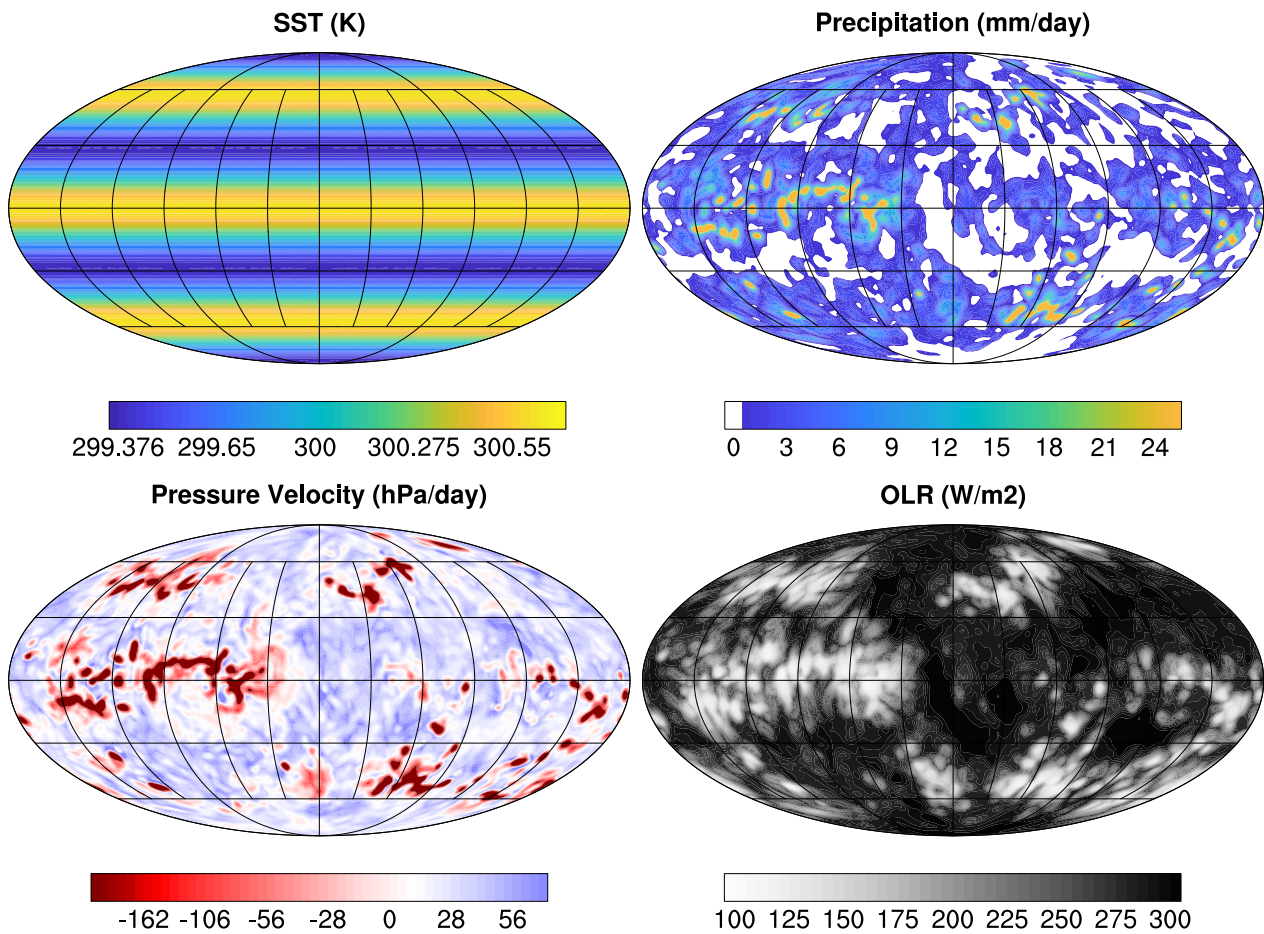 SST (K)
Precipitation (mm/day)
299.376 299.65 300 300.275 300.55
0 3 6 9 12 15 18 21 24
Pressure Velocity (hPa/day)
OLR (W/m2)
-162 -106 -56 -28 0 28 56
100 125 150 175 200 225 250 275 300